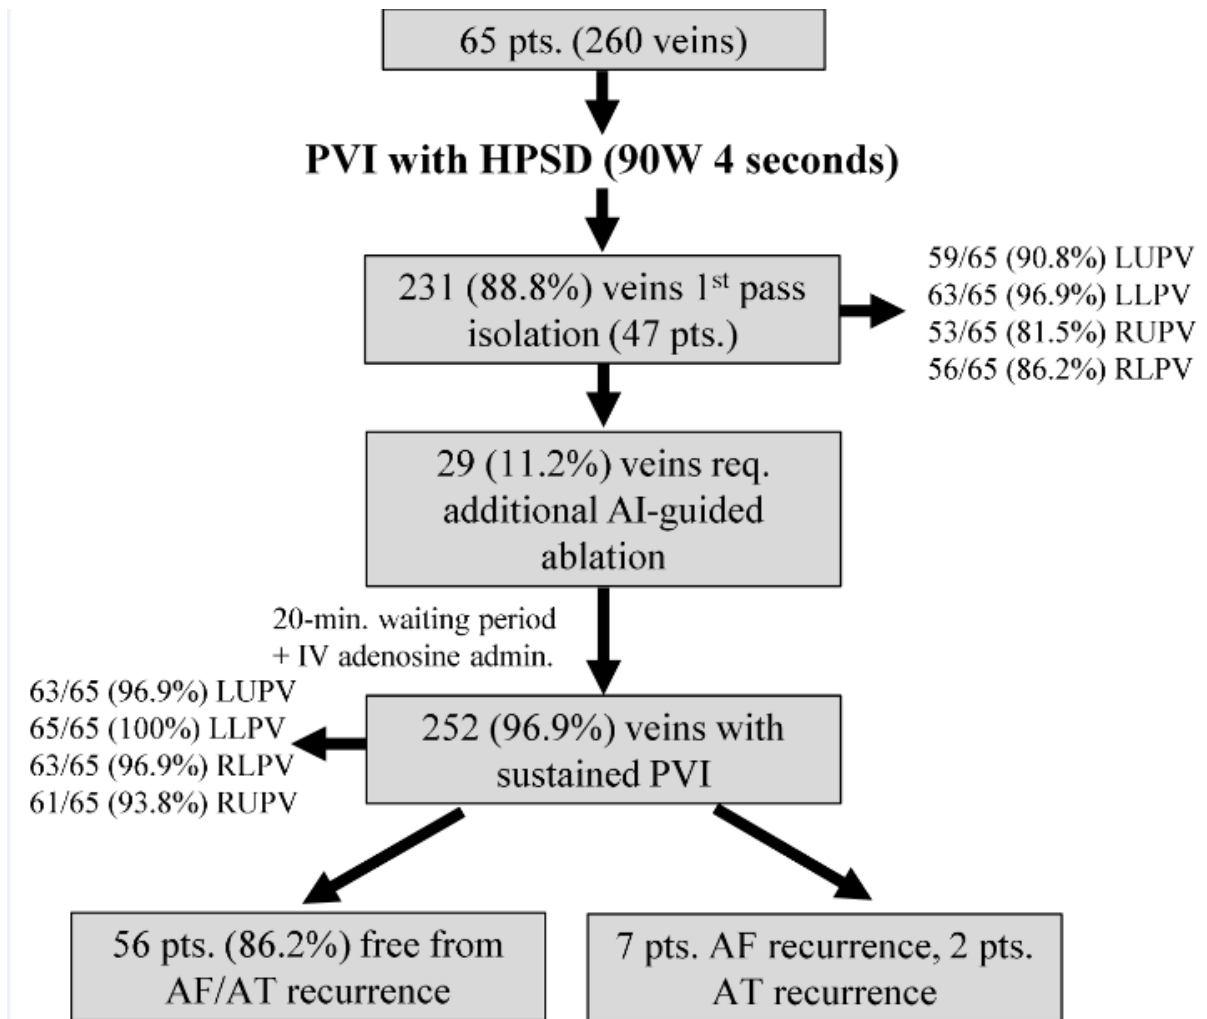 65 pts. (260 veins)
PVI with HPSD (90W 4 seconds)
231 (88.8%) veins 1st pass
isolation (47 pts.)
59/65 (90.8%) LUPV
63/65 (96.9%) LLPV
53/65 (81.5%) RUPV
56/65 (86.2%) RLPV
29 (11.2%) veins req.
additional AI-guided
ablation
20-min. waiting period
+ IV adenosine admin.
252 (96.9%) veins with
sustained PVI
63/65 (96.9%) LUPV
65/65 (100%) LLPV
63/65 (96.9%) RLPV
61/65 (93.8%) RUPV
56 pts. (86.2%) free from
AF/AT recurrence
7 pts. AF recurrence, 2 pts.
AT recurrence